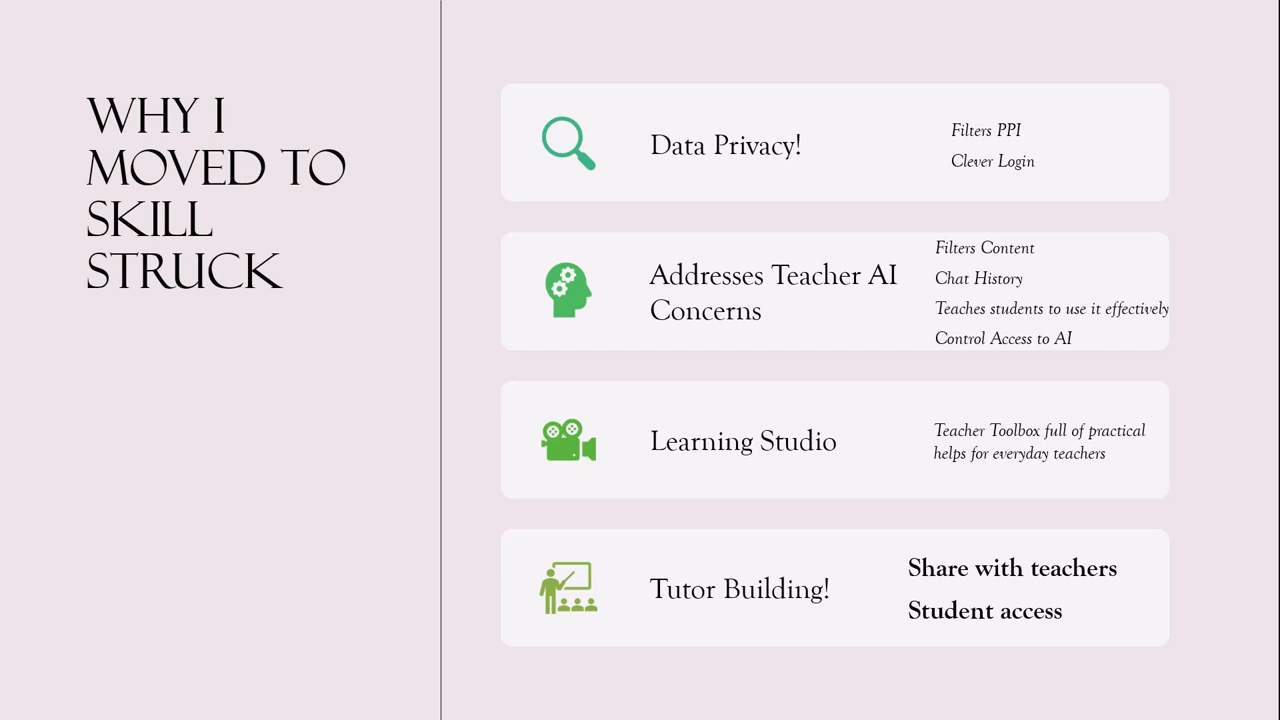 WHY I
MOVED TO
SKILL
STRUCK
Data Privacy!
Filters PPI
Clever Login
Addresses Teacher AI
Concerns
Filters Content
Chat History
Teaches students to use it effectively
Control Access to AI
Learning Studio
Teacher Toolbox full of practical
helps for everyday teachers
Tutor Building!
Share with teachers
Student access